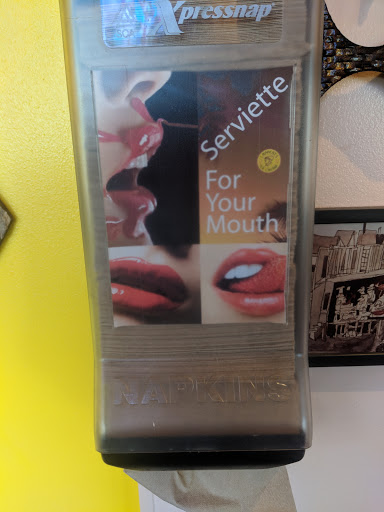 Xpressnap
Serviette
For
Your
Mouth
NAPKINS